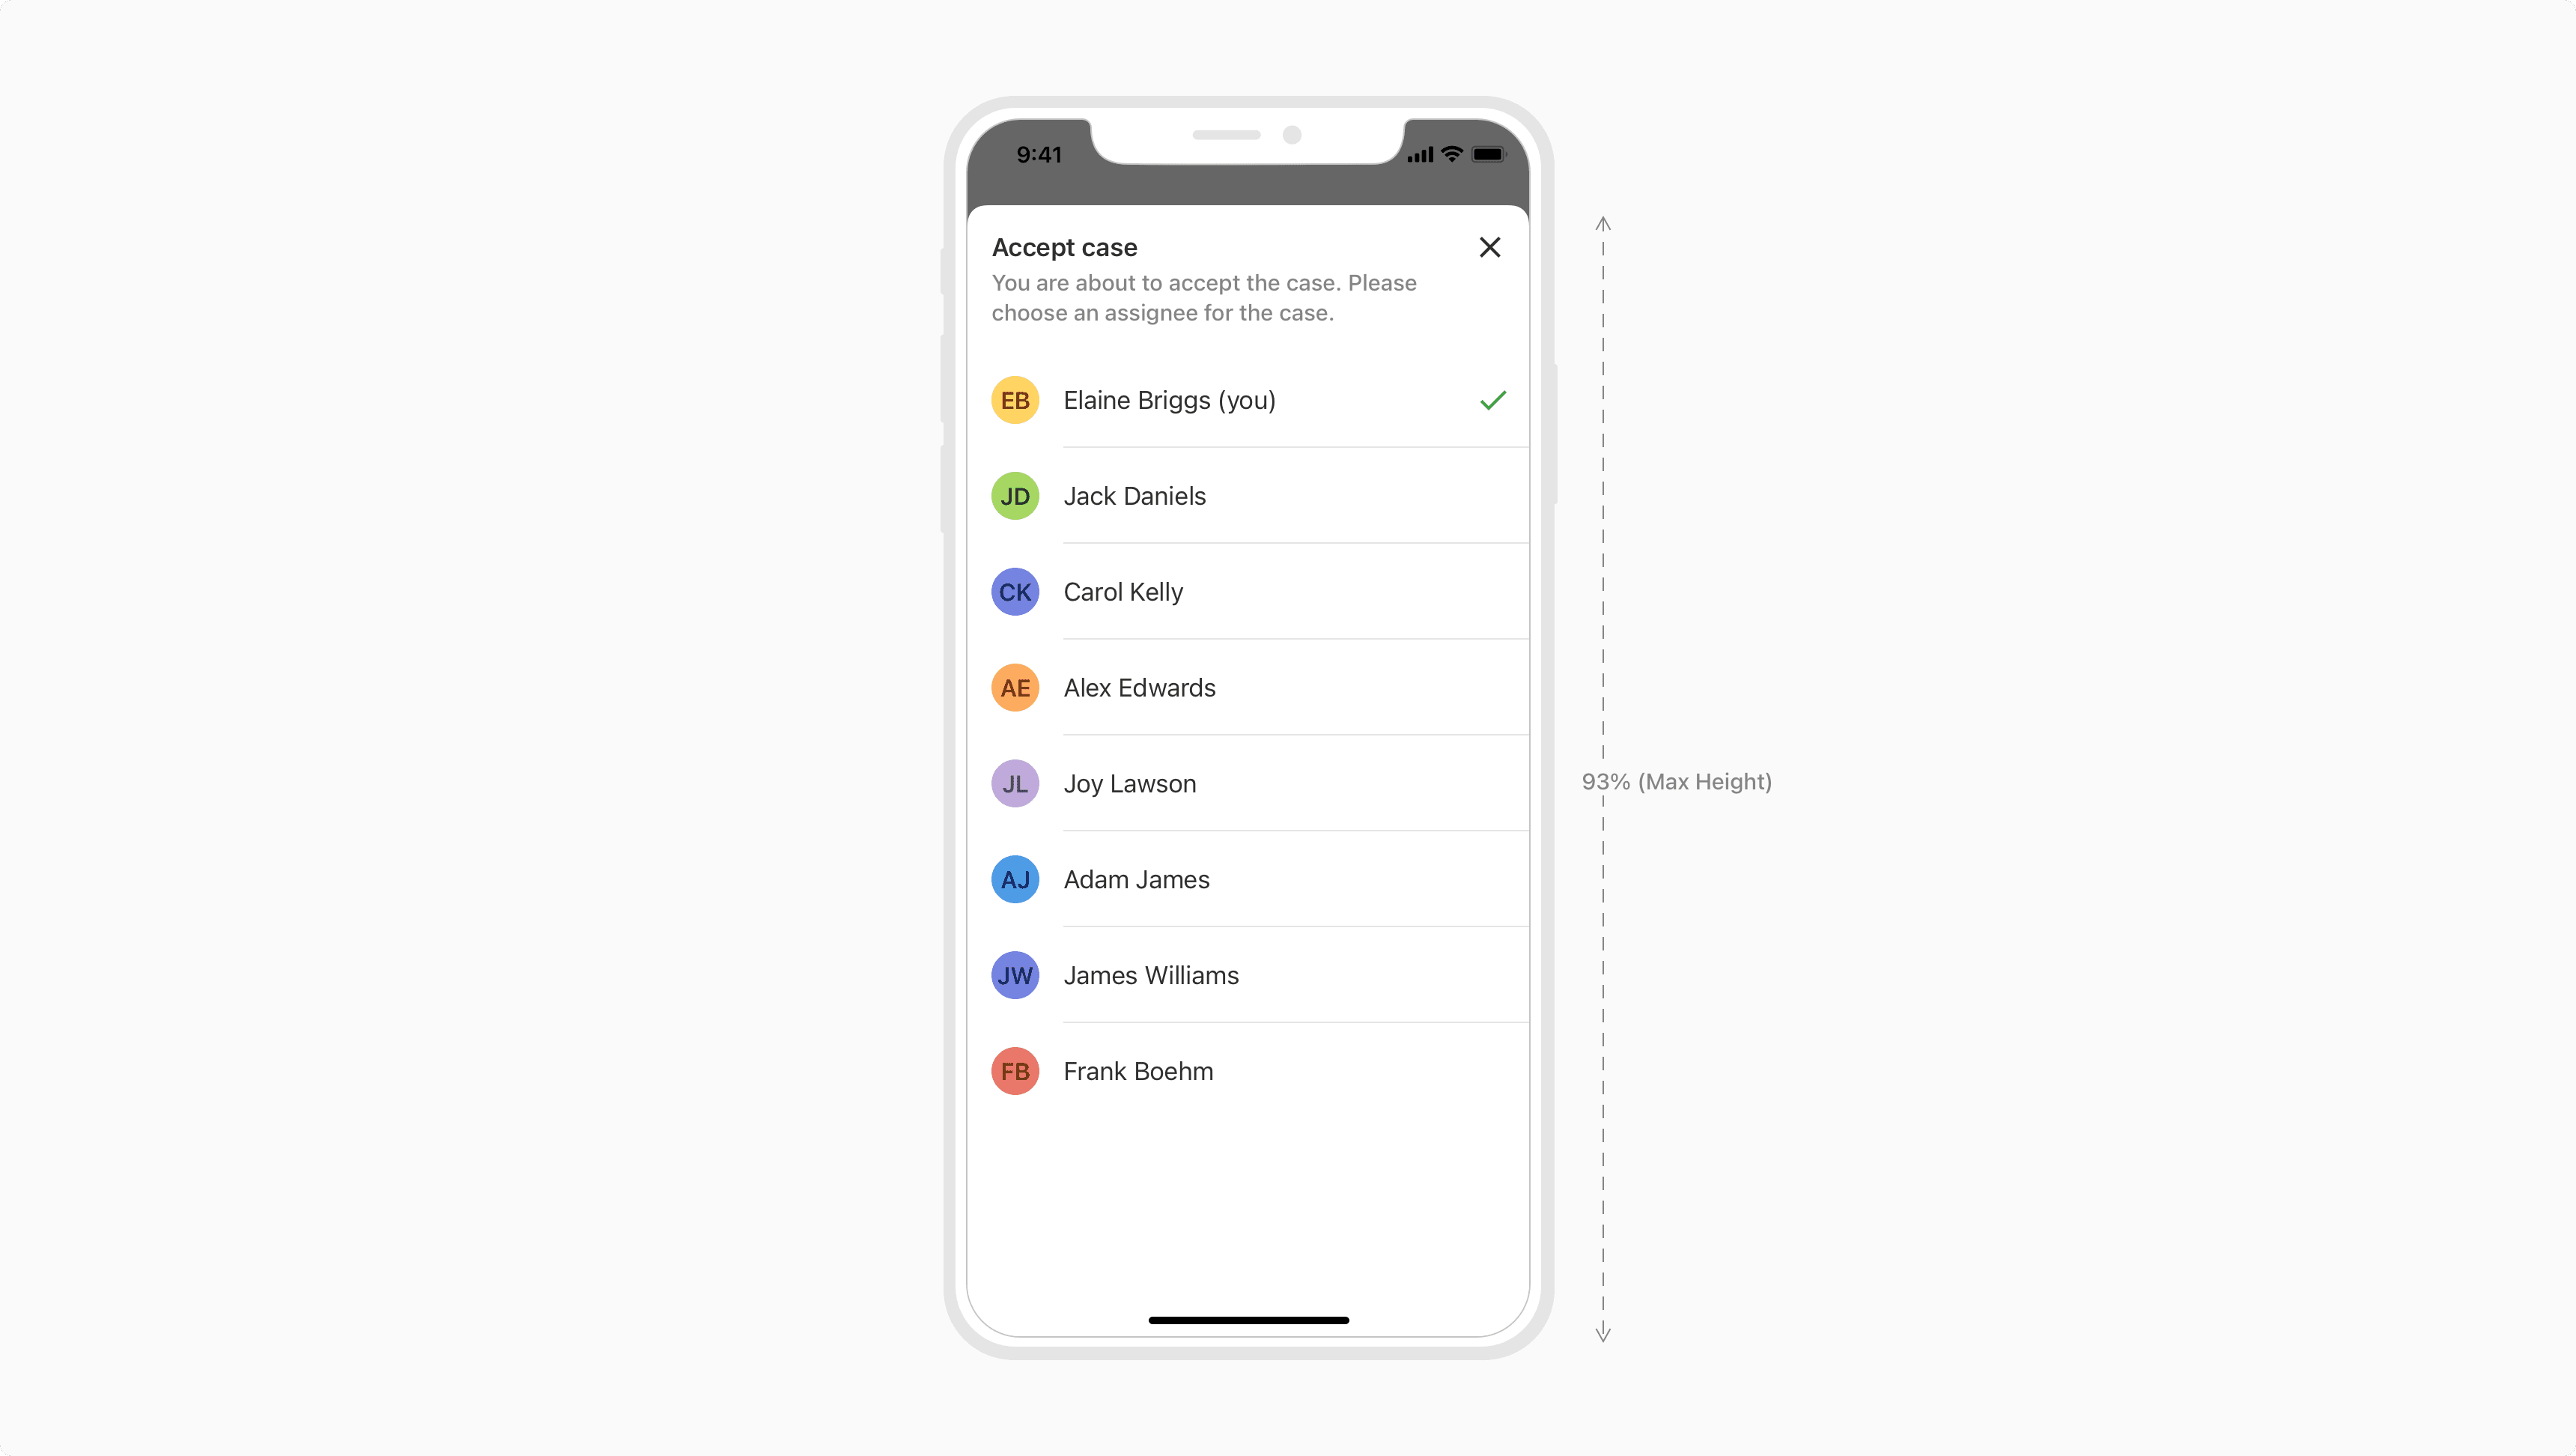 9:41
Accept case
You are about to accept the case. Please
choose an assignee for the case.
EB Elaine Briggs (you)
JD Jack Daniels
CK Carol Kelly
AE Alex Edwards
JL Joy Lawson
93% (Max Height)
AJ Adam James
JW James Williams
FB Frank Boehm